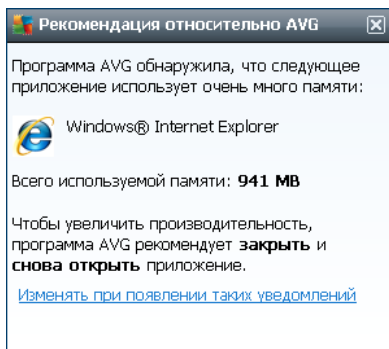 Рекомендация относительно AVG
Программа AVG обнаружила, что следующее
приложение использует очень много памяти:
Windows® Internet Explorer
Всего используемой памяти: 941 MB
Чтобы увеличить производительность,
программа AVG рекомендует закрыть и
снова открыть приложение.
Изменять при появлении таких уведомлений